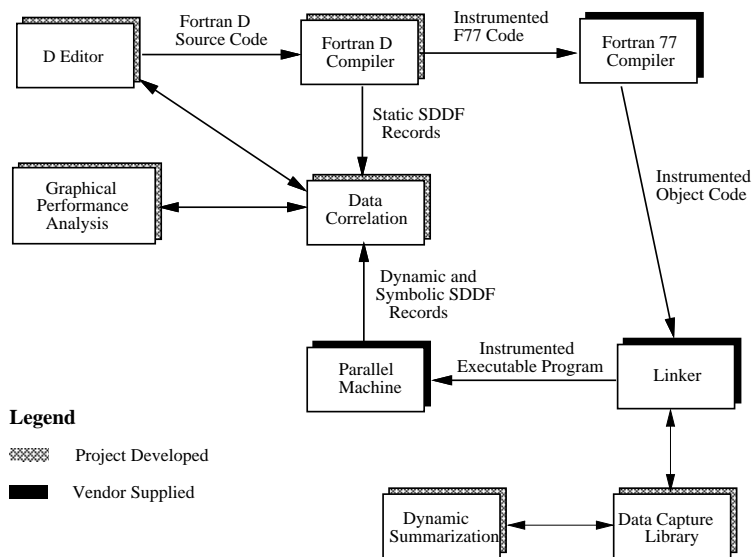 D Editor
Fortran D
Source Code
Fortran D
Compiler
Instrumented
F77 Code
Fortran 77
Compiler
Static SDDF
Records
Graphical
Performance
Analysis
Data
Correlation
Instrumented
Object Code
Dynamic and
Symbolic SDDF
Records
Parallel
Machine
Instrumented
Executable Program
Linker
Legend
Project Developed
Vendor Supplied
Dynamic
Summarization
Data Capture
Library